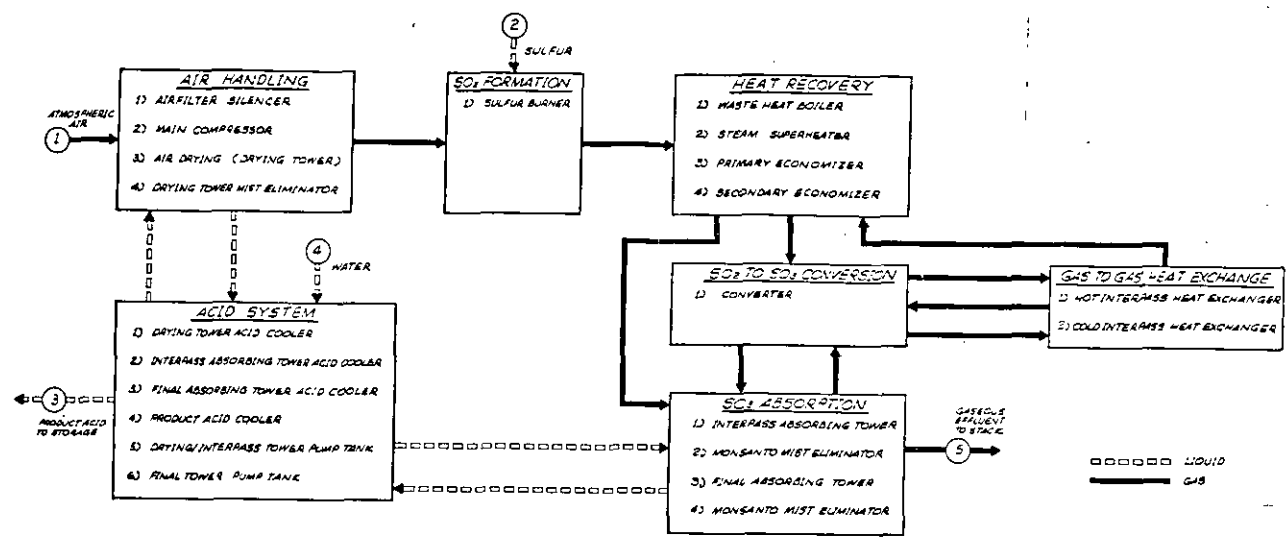 2
SULFUR
AIR HANDLING
1) AIRFILTER SILENCER
2) MAIN COMPRESSOR
3) AIR DRYING (DRYING TOWER)
4) DRYING TOWER MIST ELIMINATOR
ATMOSPHERIC
AIR
1
SO₂ FORMATION
1) SULFUR BURNER
HEAT RECOVERY
1) WASTE HEAT BOILER
2) STEAM SUPERHEATER
3) PRIMARY ECONOMIZER
4) SECONDARY ECONOMIZER
4
WATER
SO₂ TO SO₃ CONVERSION
1) CONVERTER
GAS TO GAS HEAT EXCHANGE
1) HOT INTERPASS HEAT EXCHANGER
2) COLD INTERPASS HEAT EXCHANGER
ACID SYSTEM
1) DRYING TOWER ACID COOLER
2) INTERPASS ABSORBING TOWER ACID COOLER
3) FINAL ABSORBING TOWER ACID COOLER
4) PRODUCT ACID COOLER
5) DRYING/INTERPASS TOWER PUMP TANK
6) FINAL TOWER PUMP TANK
3
PRODUCT ACID
TO STORAGE
SO₃ ABSORPTION
1) INTERPASS ABSORBING TOWER
2) MONSANTO MIST ELIMINATOR
3) FINAL ABSORBING TOWER
4) MONSANTO MIST ELIMINATOR
GASEOUS
EFFLUENT
TO STACK
5
LIQUID
GAS